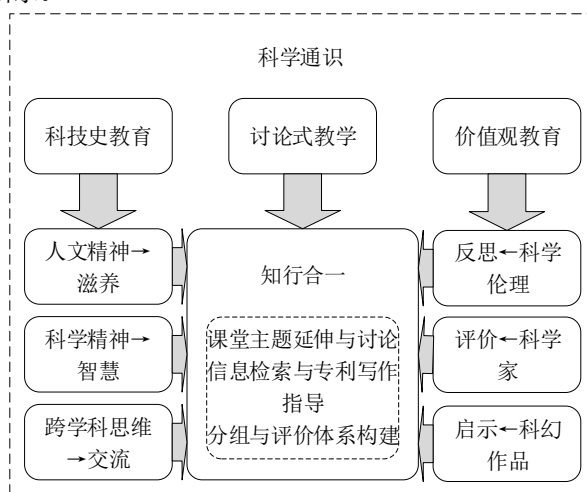 科学通识
科技史教育
讨论式教学
价值观教育
人文精神→
滋养
科学精神→
智慧
跨学科思维
→交流
知行合一
课堂主题延伸与讨论
信息检索与专利写作
指导
分组与评价体系构建
反思←科学
伦理
评价←科学
家
启示←科幻
作品